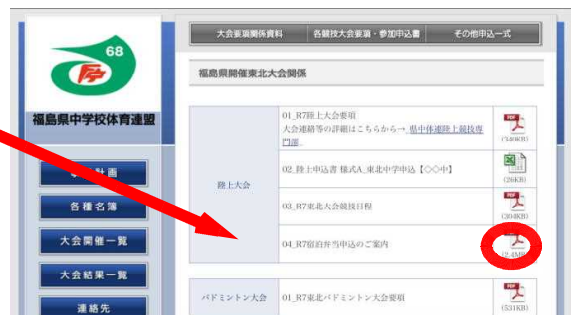 大会要項関係資料
各競技大会要項・参加申込書
その他申込一式
68
福島県中学校体育連盟
福島県開催東北大会関係
計画
各種名簿
大会開催一覧
大会結果一覧
連絡先
陸上大会
01_R7陸上大会要項
大会連絡等の詳細はこちらから→ 県中体連陸上競技専
門部
PDF
02_陸上申込書 様式A_東北中学申込【○○中】
(26KB)
03_R7東北大会競技日程
PDF
(204KB)
04_R7宿泊弁当申込のご案内
(2.4MB)
バドミントン大会
01_R7東北バドミントン大会要項
PDF
(531KB)